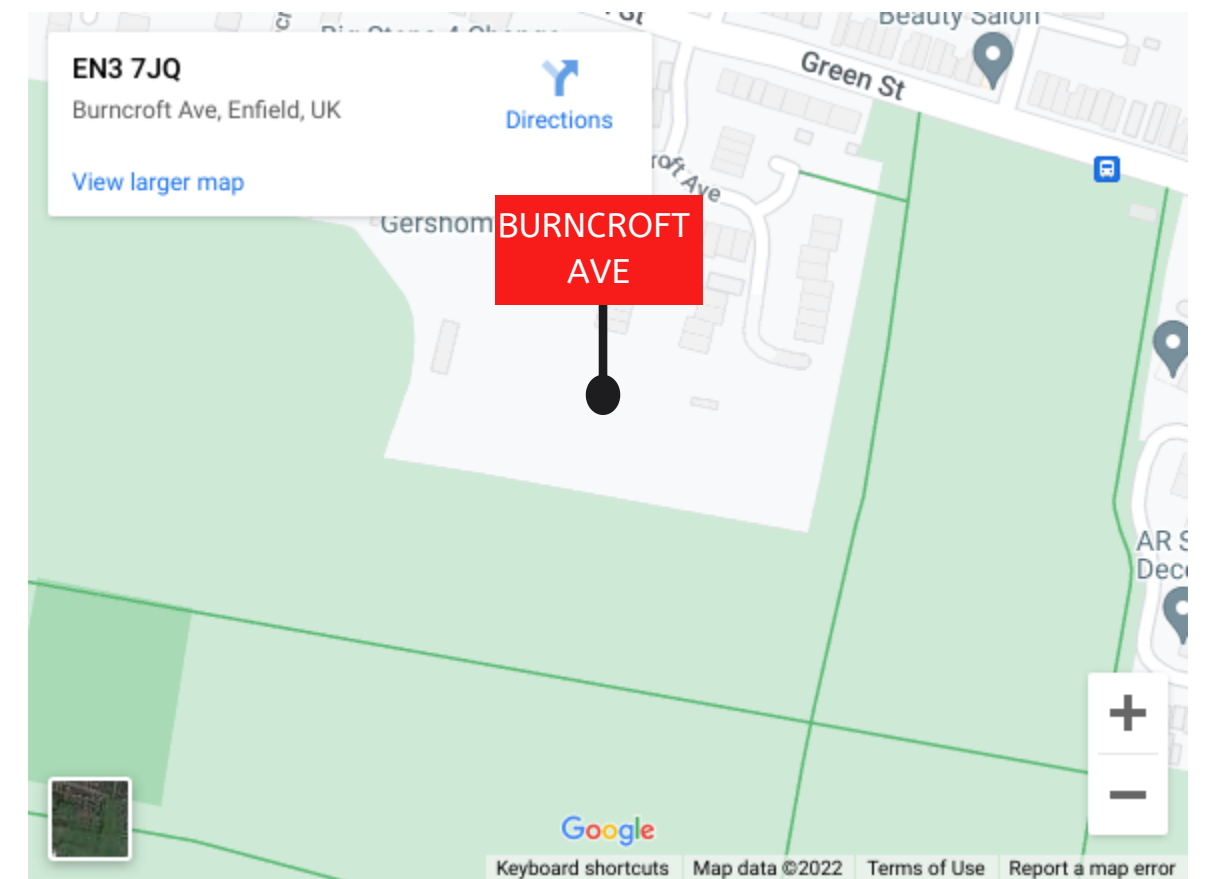 St
Beauty Salon
EN3 7JQ
Burncroft Ave, Enfield, UK
Directions
View larger map
Green St
Ave
Gershom
BURNCROFT
AVE
AR S
Deco
Google
Keyboard shortcuts
Map data ©2022
Terms of Use
Report a map error